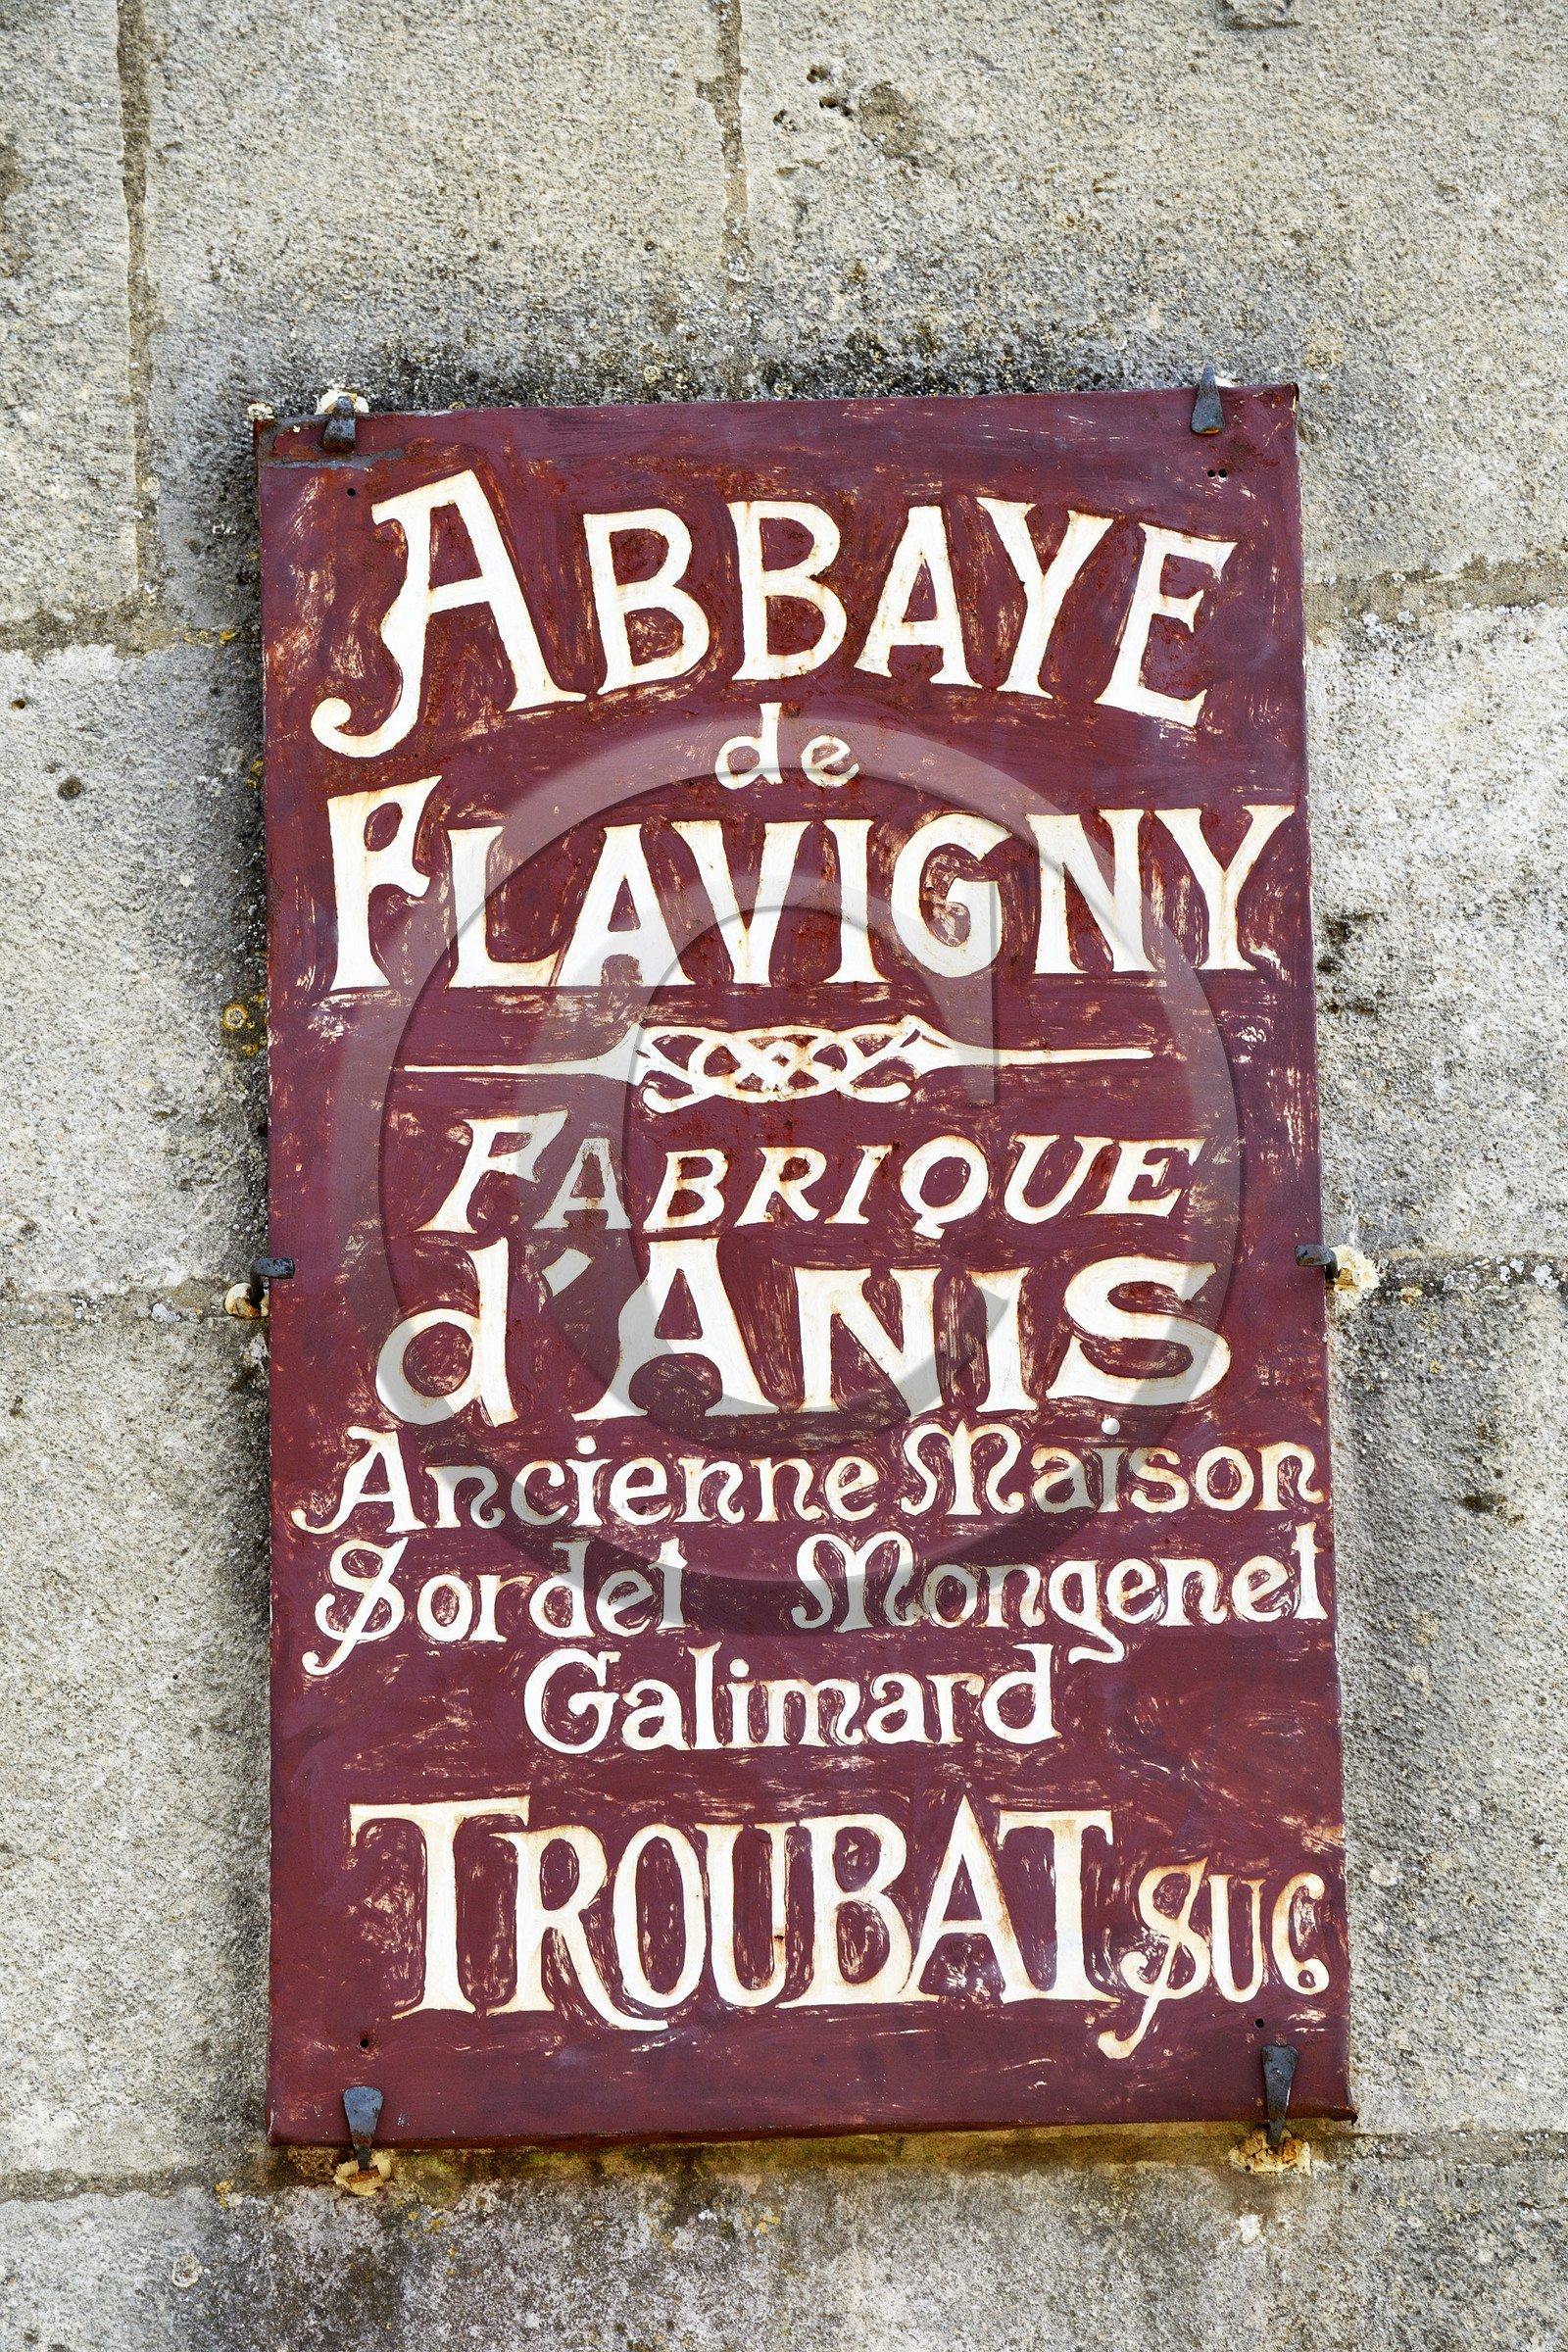 ABBAYE
de
FLAVIGNY
FABRIQUE
d'ANIS
Ancienne Maison
Sordet Mongenet
Galimard
TROUBAT SUC